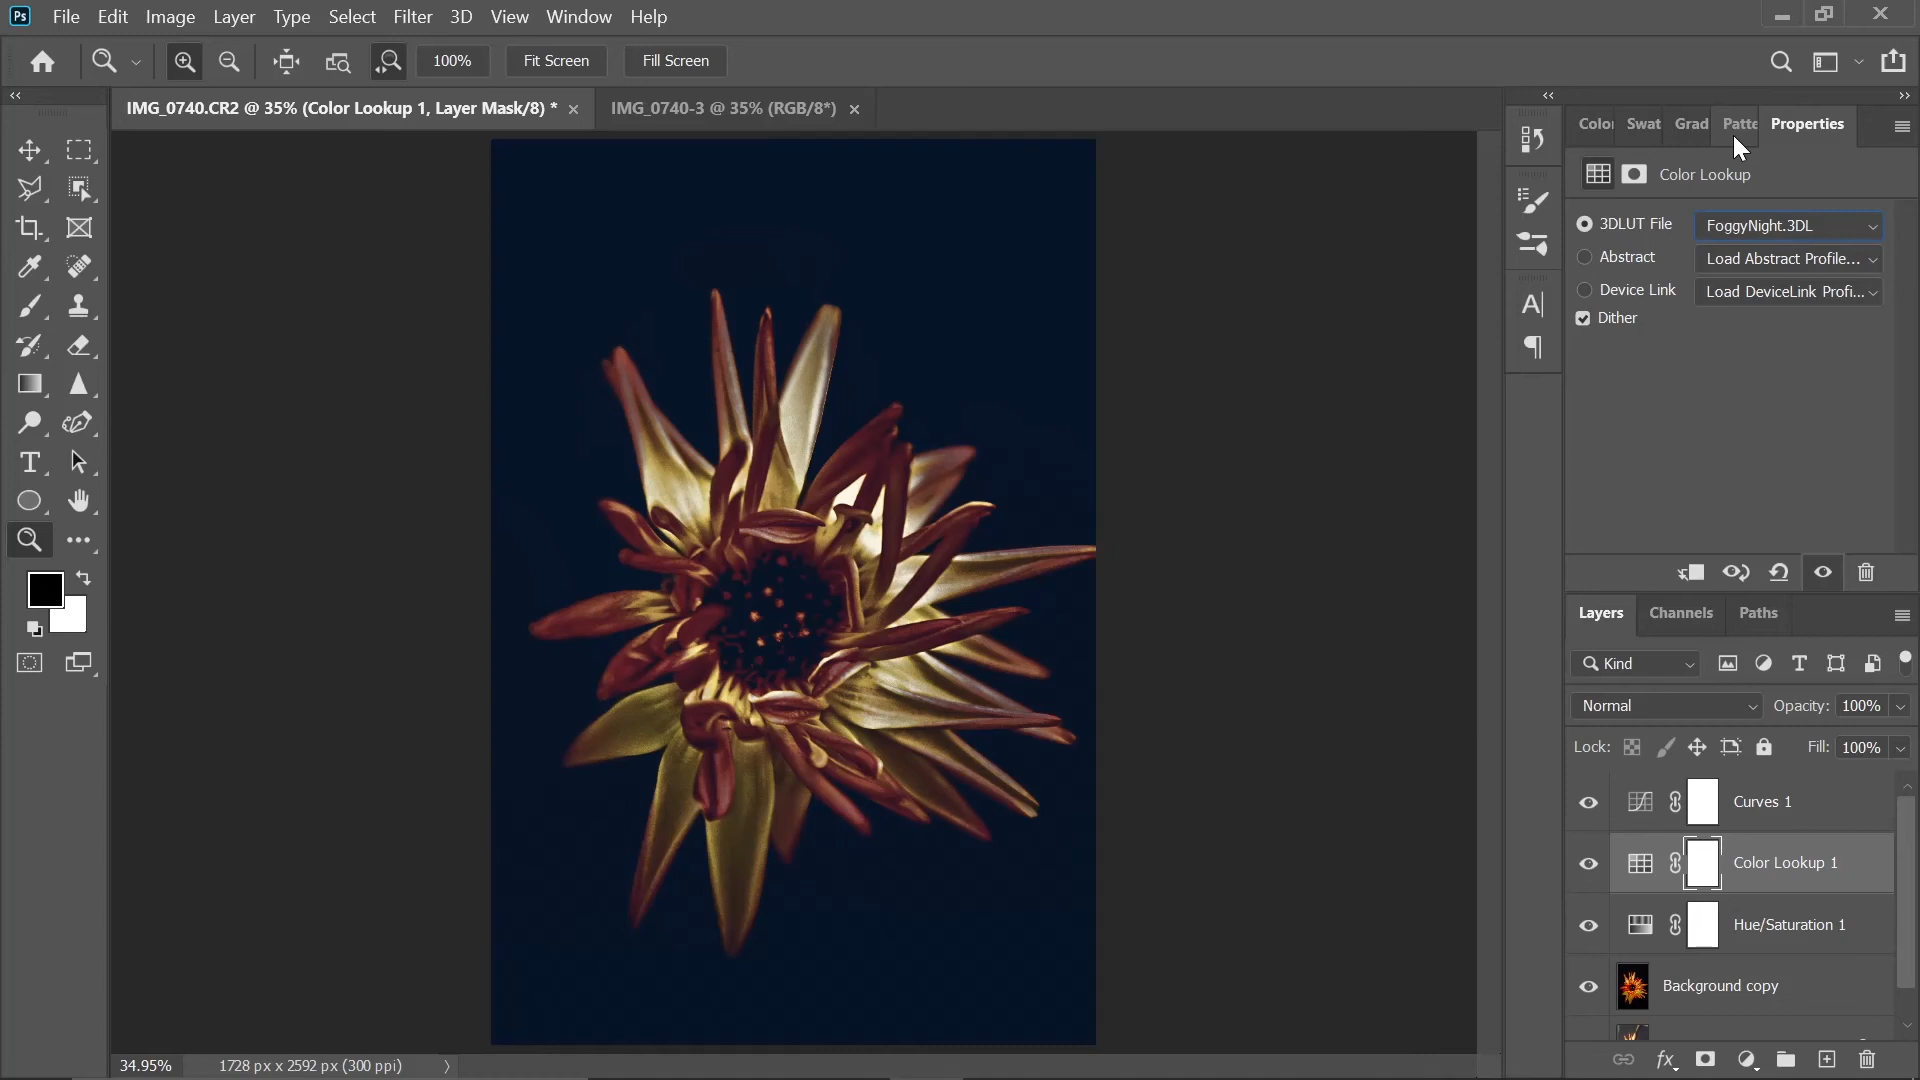 Ps File Edit Image Layer Type Select Filter 3D View Window Help
100% Fit Screen Fill Screen
IMG_0740.CR2 @ 35% (Color Lookup 1, Layer Mask/8) * IMG_0740-3 @ 35% (RGB/8*)
Color Swat Grad Patte Properties
Color Lookup
3DLUT File FoggyNight.3DL
Abstract Load Abstract Profile...
Device Link Load DeviceLink Profi...
Dither
Layers Channels Paths
Kind
Normal Opacity: 100%
Lock: Fill: 100%
Curves 1
Color Lookup 1
Hue/Saturation 1
Background copy
34.95% 1728 px x 2592 px (300 ppi)